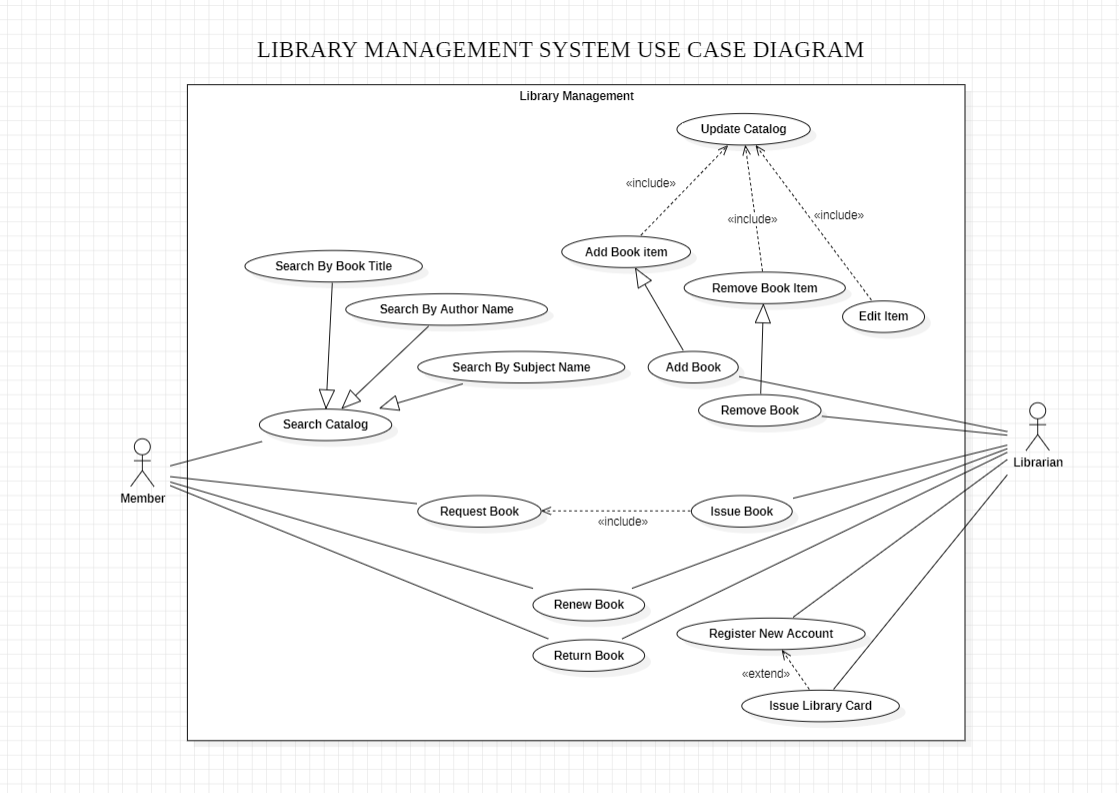 LIBRARY MANAGEMENT SYSTEM USE CASE DIAGRAM
Library Management
Update Catalog
«include»
«include»
«include»
Add Book item
Search By Book Title
Remove Book Item
Search By Author Name
Edit Item
Search By Subject Name
Add Book
Remove Book
Search Catalog
Librarian
Member
Request Book
«include»
Issue Book
Renew Book
Register New Account
Return Book
«extend»
Issue Library Card